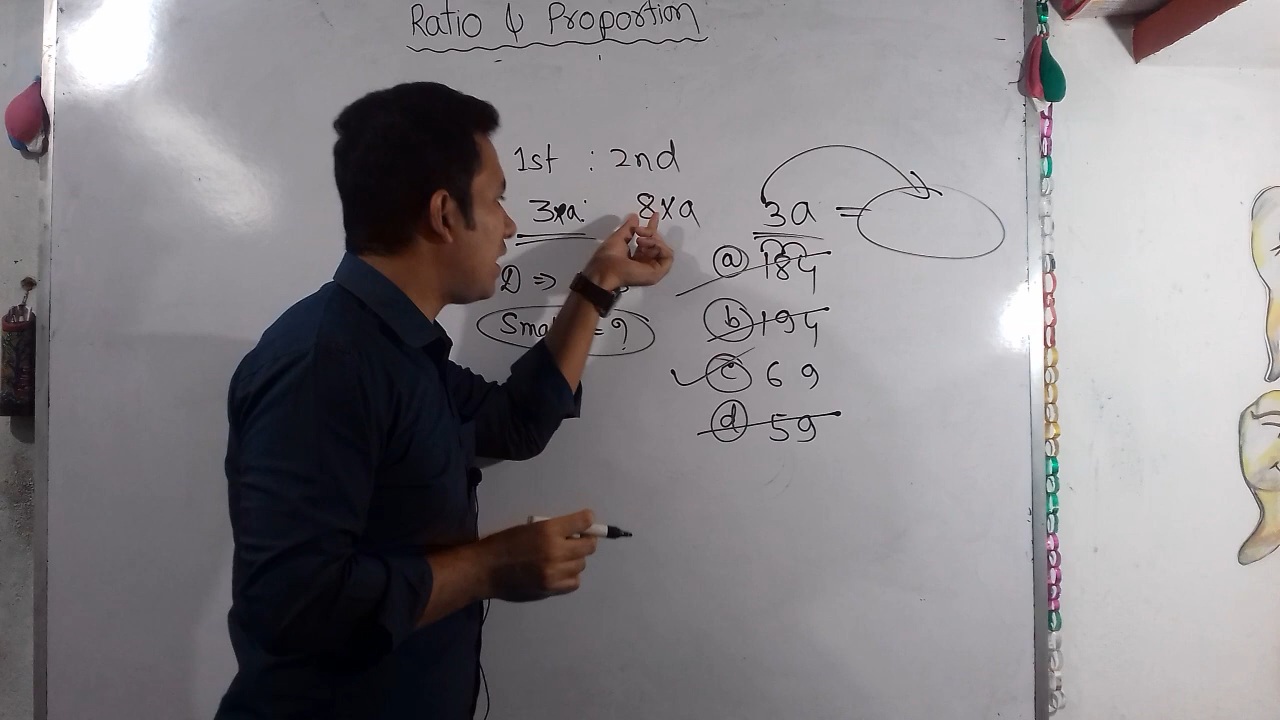 Ratio & Proportion
1st : 2nd
3xa: 8xa
3a =
D =>
= ?
(a) 184
(b) 194
(c) 69
(d) 59